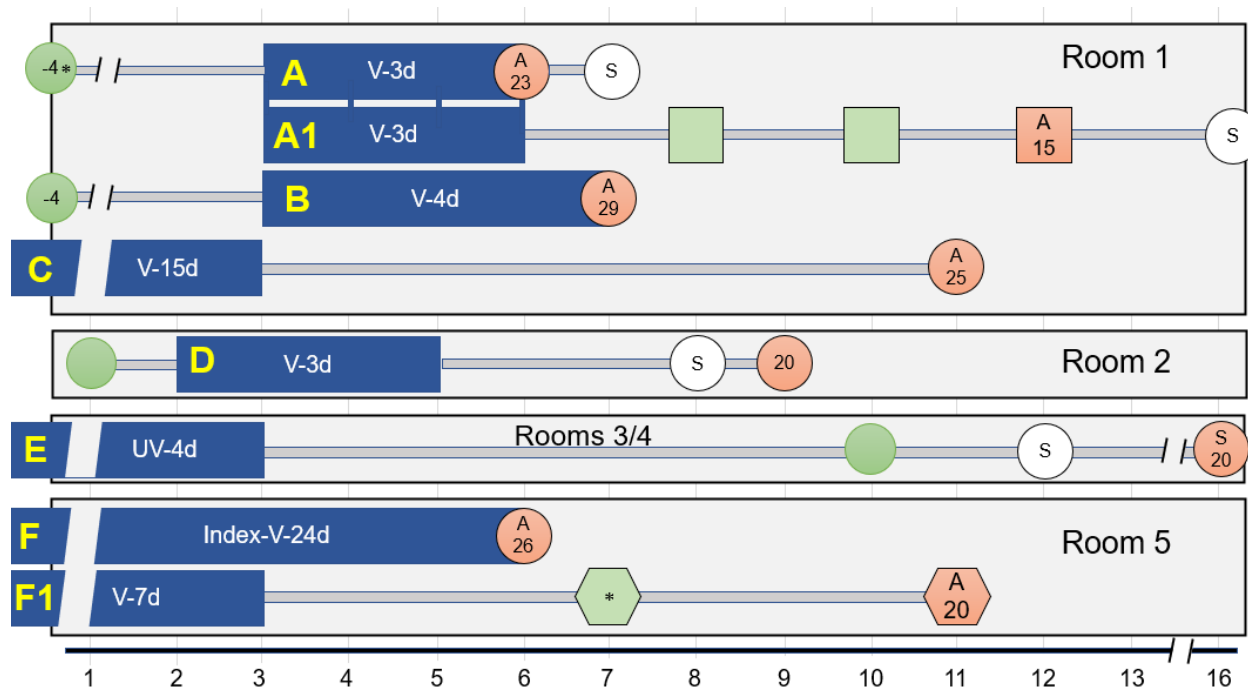 Room 1
-4*
A
V-3d
A
23
S
A1
V-3d
A
15
S
-4
B
V-4d
A
29
C
V-15d
A
25
D
V-3d
S
20
Room 2
E
UV-4d
Rooms 3/4
S
S
20
F
Index-V-24d
A
26
Room 5
F1
V-7d
*
A
20
1 2 3 4 5 6 7 8 9 10 11 12 13 16